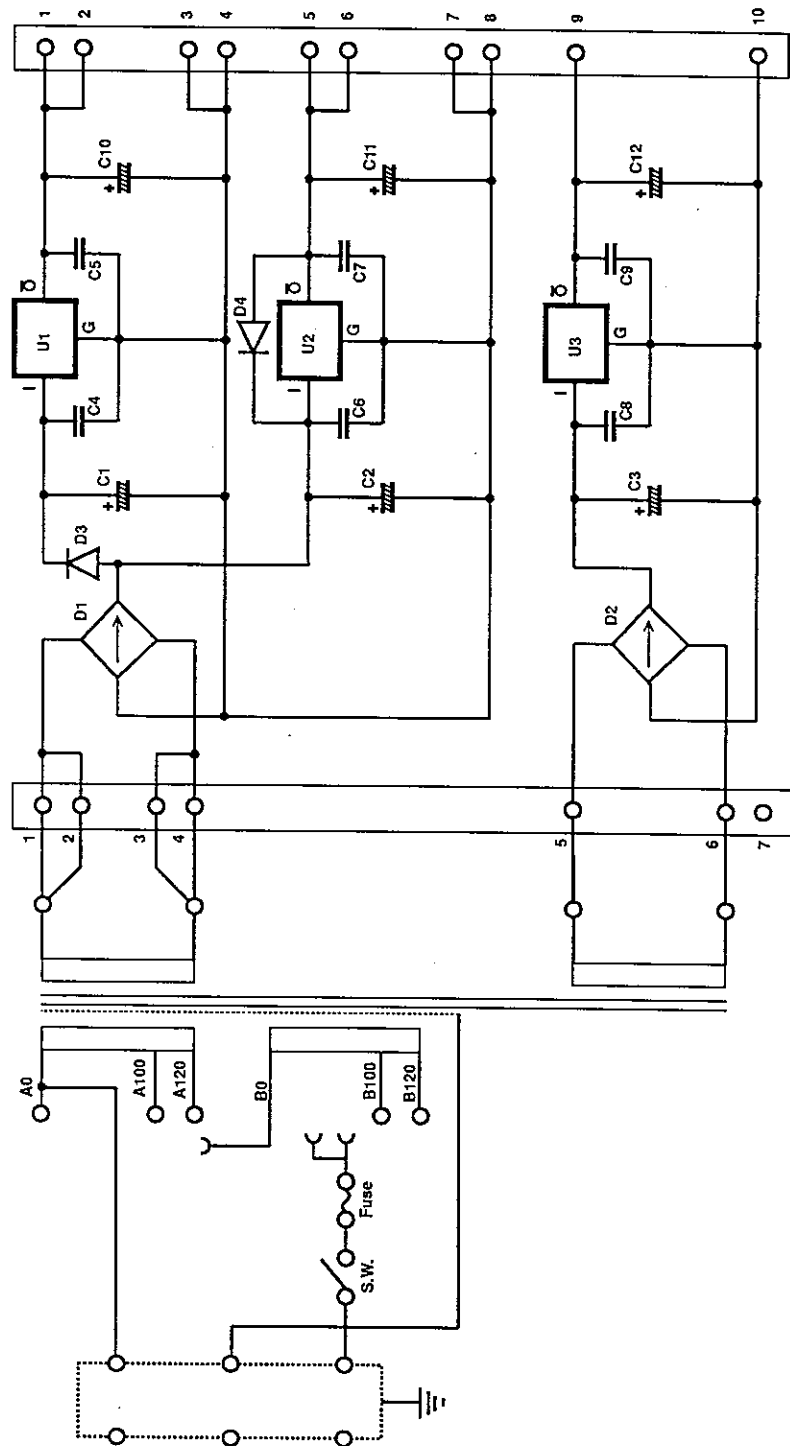 A0
A100
A120
B0
B100
B120
S.W.
Fuse
1
2
3
4
5
6
7
D1
D3
+
C1
C4
I
U1
O
G
C5
+
C10
1
2
3
4
+
C2
C6
I
D4
U2
O
G
C7
+
C11
5
6
7
8
D2
+
C3
C8
I
U3
O
G
C9
+
C12
9
10